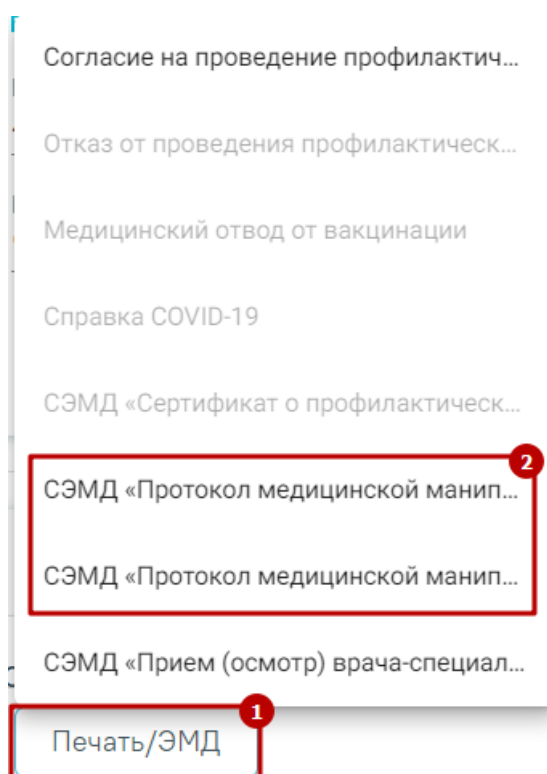 Согласие на проведение профилактич...
Отказ от проведения профилактическ...
Медицинский отвод от вакцинации
Справка COVID-19
СЭМД «Сертификат о профилактическ...
2
СЭМД «Протокол медицинской манип...
СЭМД «Протокол медицинской манип...
СЭМД «Прием (осмотр) врача-специал...
1
Печать/ЭМД